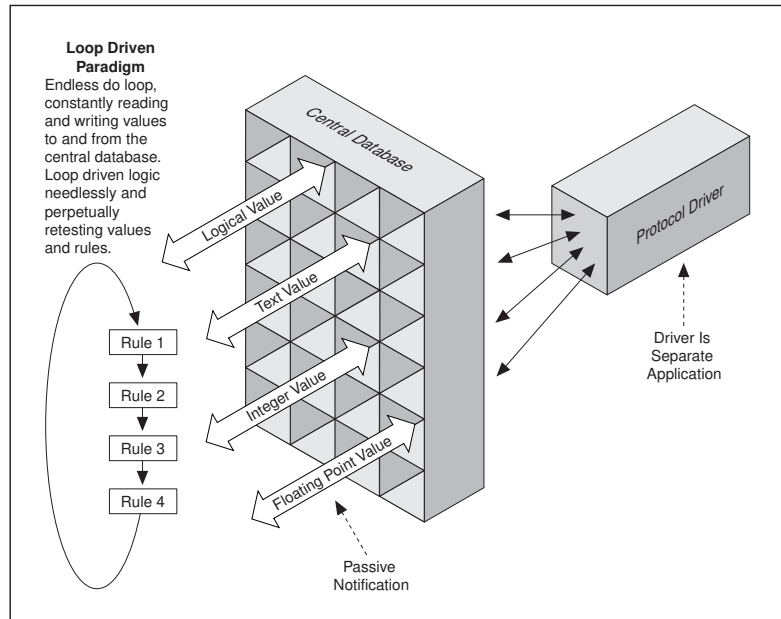 Loop Driven
Paradigm
Endless do loop,
constantly reading
and writing values
to and from the
central database.
Loop driven logic
needlessly and
perpetually
retesting values
and rules.
Rule 1
Rule 2
Rule 3
Rule 4
Central Database
Logical Value
Text Value
Integer Value
Floating Point Value
Passive
Notification
Protocol Driver
Driver Is
Separate
Application